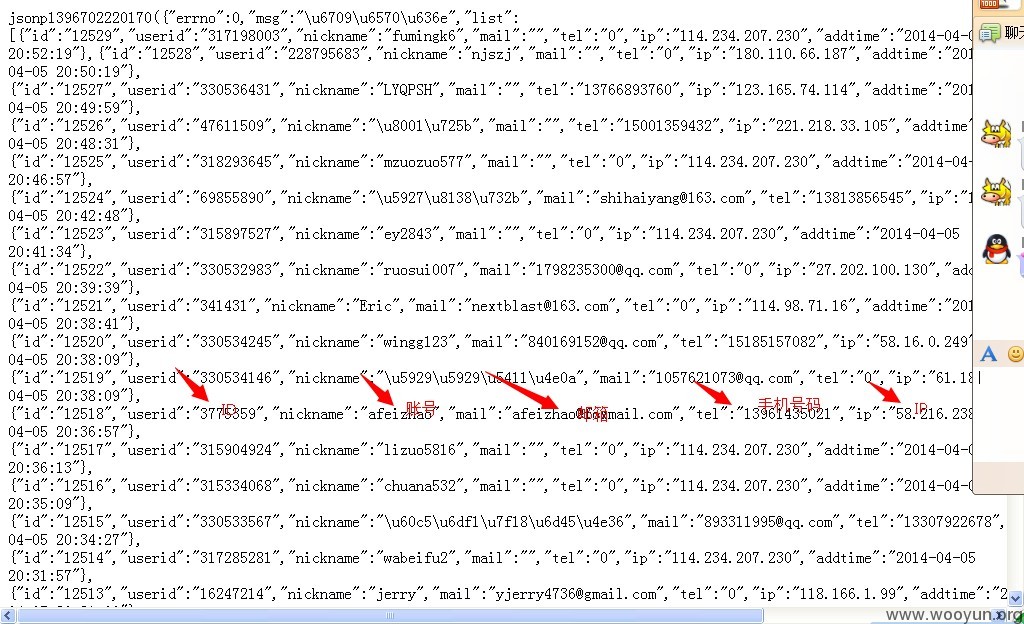 jsonp1396702220170({"errno":0,"msg":"\u6709\u6570\u636e","list":
[{"id":"12529","userid":"317198003","nickname":"fumingk6","mail":"","tel":"0","ip":"114.234.207.230","addtime":"2014-04-0
20:52:19"},{"id":"12528","userid":"228795683","nickname":"njszj","mail":"","tel":"0","ip":"180.110.66.187","addtime":"201
04-05 20:50:19"},
{"id":"12527","userid":"330536431","nickname":"LYQPSH","mail":"","tel":"13766893760","ip":"123.165.74.114","addtime":"201
04-05 20:49:59"},
{"id":"12526","userid":"47611509","nickname":"\u8001\u725b","mail":"","tel":"15001359432","ip":"221.218.33.105","addtime"
04-05 20:48:31"},
{"id":"12525","userid":"318293645","nickname":"mzuozuo577","mail":"","tel":"0","ip":"114.234.207.230","addtime":"2014-04-
20:46:57"},
{"id":"12524","userid":"69855890","nickname":"\u5927\u8138\u732b","mail":"shihaiyang@163.com","tel":"13813856545","ip":"1
04-05 20:42:48"},
{"id":"12523","userid":"315897527","nickname":"ey2843","mail":"","tel":"0","ip":"114.234.207.230","addtime":"2014-04-05
20:41:34"},
{"id":"12522","userid":"330532983","nickname":"ruosui007","mail":"1798235300@qq.com","tel":"0","ip":"27.202.100.130","add
20:39:39"},
{"id":"12521","userid":"341431","nickname":"Eric","mail":"nextblast@163.com","tel":"0","ip":"114.98.71.16","addtime":"201
04-05 20:38:41"},
{"id":"12520","userid":"330534245","nickname":"wingg123","mail":"840169152@qq.com","tel":"15185157082","ip":"58.16.0.249"
04-05 20:38:09"},
{"id":"12519","userid":"330534146","nickname":"\u5929\u5929\u5411\u4e0a","mail":"1057621073@qq.com","tel":"0","ip":"61.18
04-05 20:38:09"},
ID 账号 邮箱 手机号码 IP
{"id":"12518","userid":"3775359","nickname":"afeizhao","mail":"","tel":"13961435021","ip":"58.216.238
04-05 20:36:57"},
{"id":"12517","userid":"315904924","nickname":"lizuo5816","mail":"","tel":"0","ip":"114.234.207.230","addtime":"2014-04-0
20:36:13"},
{"id":"12516","userid":"315334068","nickname":"chuana532","mail":"","tel":"0","ip":"114.234.207.230","addtime":"2014-04-0
20:35:09"},
{"id":"12515","userid":"330533567","nickname":"\u60c5\u6df1\u7f18\u6d45\u4e36","mail":"893311995@qq.com","tel":"13307922678",
04-05 20:34:27"},
{"id":"12514","userid":"317285281","nickname":"wabeifu2","mail":"","tel":"0","ip":"114.234.207.230","addtime":"2014-04-05
20:31:57"},
{"id":"12513","userid":"16247214","nickname":"jerry","mail":"yjerry4736@gmail.com","tel":"0","ip":"118.166.1.99","addtime":"2
1000
聊天
www.wooyun.org